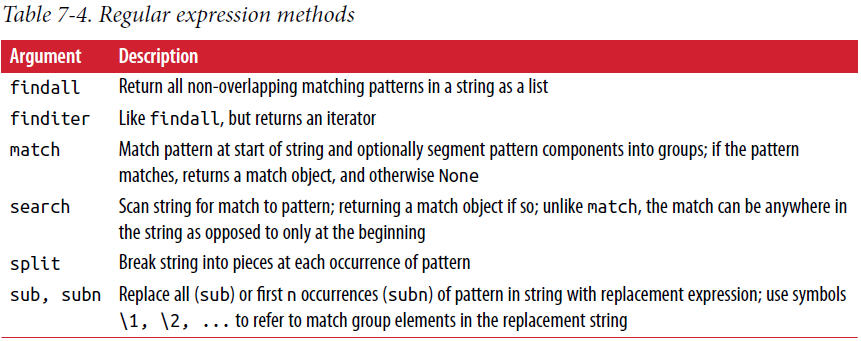 Table 7-4. Regular expression methods
Argument Description
findall Return all non-overlapping matching patterns in a string as a list
finditer Like findall, but returns an iterator
match Match pattern at start of string and optionally segment pattern components into groups; if the pattern
matches, returns a match object, and otherwise None
search Scan string for match to pattern; returning a match object if so; unlike match, the match can be anywhere in
the string as opposed to only at the beginning
split Break string into pieces at each occurrence of pattern
sub, subn Replace all (sub) or first n occurrences (subn) of pattern in string with replacement expression; use symbols
\1, \2, ... to refer to match group elements in the replacement string